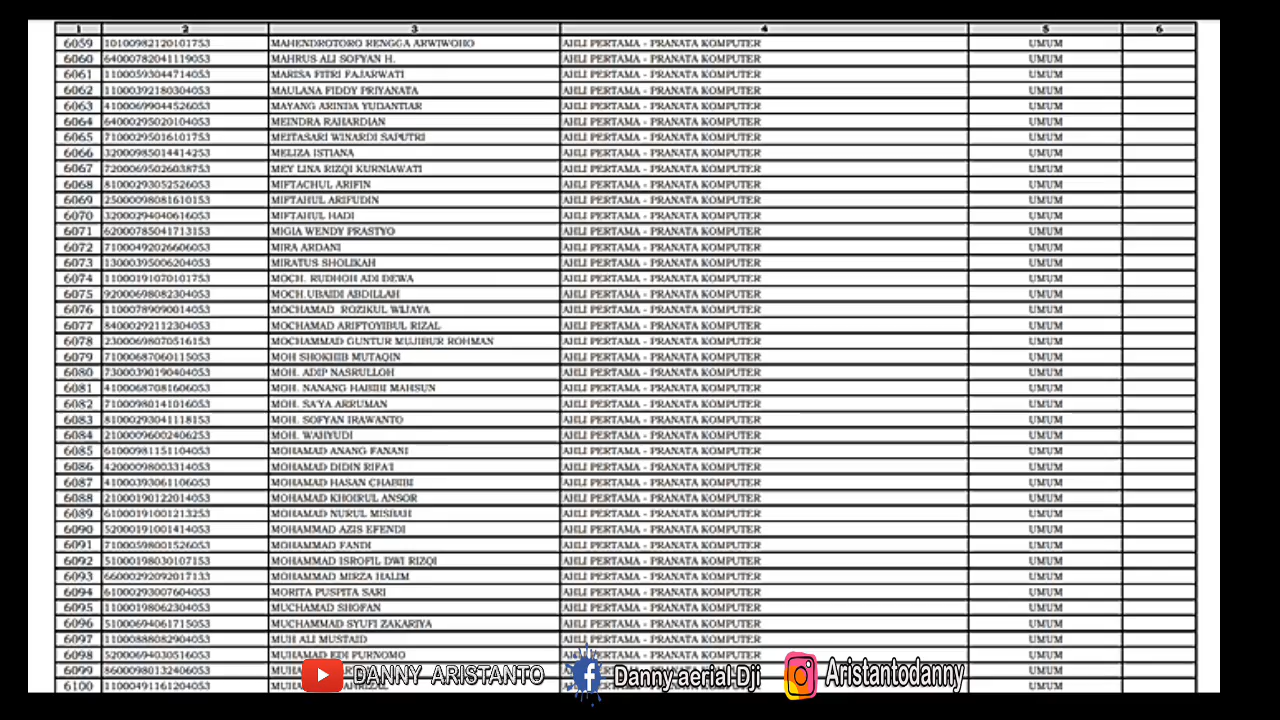 1 2 3 4 5 6
6059 10100982120101753 MAHENDROTORO RENGGA ARWIWOHO AHLI PERTAMA - PRANATA KOMPUTER UMUM
6060 64000782041119053 MAHRUS ALI SOFYAN H. AHLI PERTAMA - PRANATA KOMPUTER UMUM
6061 11000593044714053 MARISA FITRI FAJARWATI AHLI PERTAMA - PRANATA KOMPUTER UMUM
6062 11000392180304053 MAULANA FIDDY PRIYANATA AHLI PERTAMA - PRANATA KOMPUTER UMUM
6063 41000699044526053 MAYANG ARINDA YUDANTIAR AHLI PERTAMA - PRANATA KOMPUTER UMUM
6064 64000295020104053 MEINDRA RAHARDIAN AHLI PERTAMA - PRANATA KOMPUTER UMUM
6065 71000295016101753 MEITASARI WINARDI SAPUTRI AHLI PERTAMA - PRANATA KOMPUTER UMUM
6066 32000985014414253 MELIZA ISTIANA AHLI PERTAMA - PRANATA KOMPUTER UMUM
6067 72000695026038753 MEY LINA RIZQI KURNIAWATI AHLI PERTAMA - PRANATA KOMPUTER UMUM
6068 81000293052526053 MIFTACHUL ARIFIN AHLI PERTAMA - PRANATA KOMPUTER UMUM
6069 25000098081610153 MIFTAHUL ARIFUDIN AHLI PERTAMA - PRANATA KOMPUTER UMUM
6070 32000294040616053 MIFTAHUL HADI AHLI PERTAMA - PRANATA KOMPUTER UMUM
6071 62000785041713153 MIGIA WENDY PRASTYO AHLI PERTAMA - PRANATA KOMPUTER UMUM
6072 71000492026606053 MIRA ARDANI AHLI PERTAMA - PRANATA KOMPUTER UMUM
6073 13000395006204053 MIRATUS SHOLIKAH AHLI PERTAMA - PRANATA KOMPUTER UMUM
6074 11000191070101753 MOCH. RUDHOH ADI DEWA AHLI PERTAMA - PRANATA KOMPUTER UMUM
6075 92000698082304053 MOCH.UBAIDI ABDILLAH AHLI PERTAMA - PRANATA KOMPUTER UMUM
6076 11000789090014053 MOCHAMAD ROZIKUL WIJAYA AHLI PERTAMA - PRANATA KOMPUTER UMUM
6077 84000292112304053 MOCHAMAD ARIFTOYIBUL RIZAL AHLI PERTAMA - PRANATA KOMPUTER UMUM
6078 23000698070516153 MOCHAMMAD GUNTUR MUJIBUR ROHMAN AHLI PERTAMA - PRANATA KOMPUTER UMUM
6079 71000687060115053 MOH SHOKHIB MUTAQIN AHLI PERTAMA - PRANATA KOMPUTER UMUM
6080 73000390190404053 MOH. ADIP NASRULLOH AHLI PERTAMA - PRANATA KOMPUTER UMUM
6081 41000687081606053 MOH. NANANG HABIBI MAHSUN AHLI PERTAMA - PRANATA KOMPUTER UMUM
6082 71000980141016053 MOH. SA'YA ARRUMAN AHLI PERTAMA - PRANATA KOMPUTER UMUM
6083 81000293041118153 MOH. SOFYAN IRAWANTO AHLI PERTAMA - PRANATA KOMPUTER UMUM
6084 21000096002406253 MOH. WAHYUDI AHLI PERTAMA - PRANATA KOMPUTER UMUM
6085 61000981151104053 MOHAMAD ANANG FANANI AHLI PERTAMA - PRANATA KOMPUTER UMUM
6086 42000098003314053 MOHAMAD DIDIN RIFA'I AHLI PERTAMA - PRANATA KOMPUTER UMUM
6087 41000393061106053 MOHAMAD HASAN CHABIBI AHLI PERTAMA - PRANATA KOMPUTER UMUM
6088 21000190122014053 MOHAMAD KHOIRUL ANSOR AHLI PERTAMA - PRANATA KOMPUTER UMUM
6089 61000191001213253 MOHAMAD NURUL MISBAH AHLI PERTAMA - PRANATA KOMPUTER UMUM
6090 52000191001414053 MOHAMMAD AZIS EFENDI AHLI PERTAMA - PRANATA KOMPUTER UMUM
6091 71000598001526053 MOHAMMAD FANDI AHLI PERTAMA - PRANATA KOMPUTER UMUM
6092 51000198030107153 MOHAMMAD ISROFIL DWI RIZQI AHLI PERTAMA - PRANATA KOMPUTER UMUM
6093 66000292092017133 MOHAMMAD MIRZA HALIM AHLI PERTAMA - PRANATA KOMPUTER UMUM
6094 61000293007604053 MORITA PUSPITA SARI AHLI PERTAMA - PRANATA KOMPUTER UMUM
6095 11000198062304053 MUCHAMAD SHOFAN AHLI PERTAMA - PRANATA KOMPUTER UMUM
6096 51000694061715053 MUCHAMMAD SYUFI ZAKARIYA AHLI PERTAMA - PRANATA KOMPUTER UMUM
6097 11000888082904053 MUH ALI MUSTAID AHLI PERTAMA - PRANATA KOMPUTER UMUM
6098 52000694030516053 MUHAMAD EDI PURNOMO AHLI PERTAMA - PRANATA KOMPUTER UMUM
6099 86000980132406053 UMUM
6100 11000491161204053 UMUM
DANNY ARISTANTO Danny aerial Dji Aristantodanny